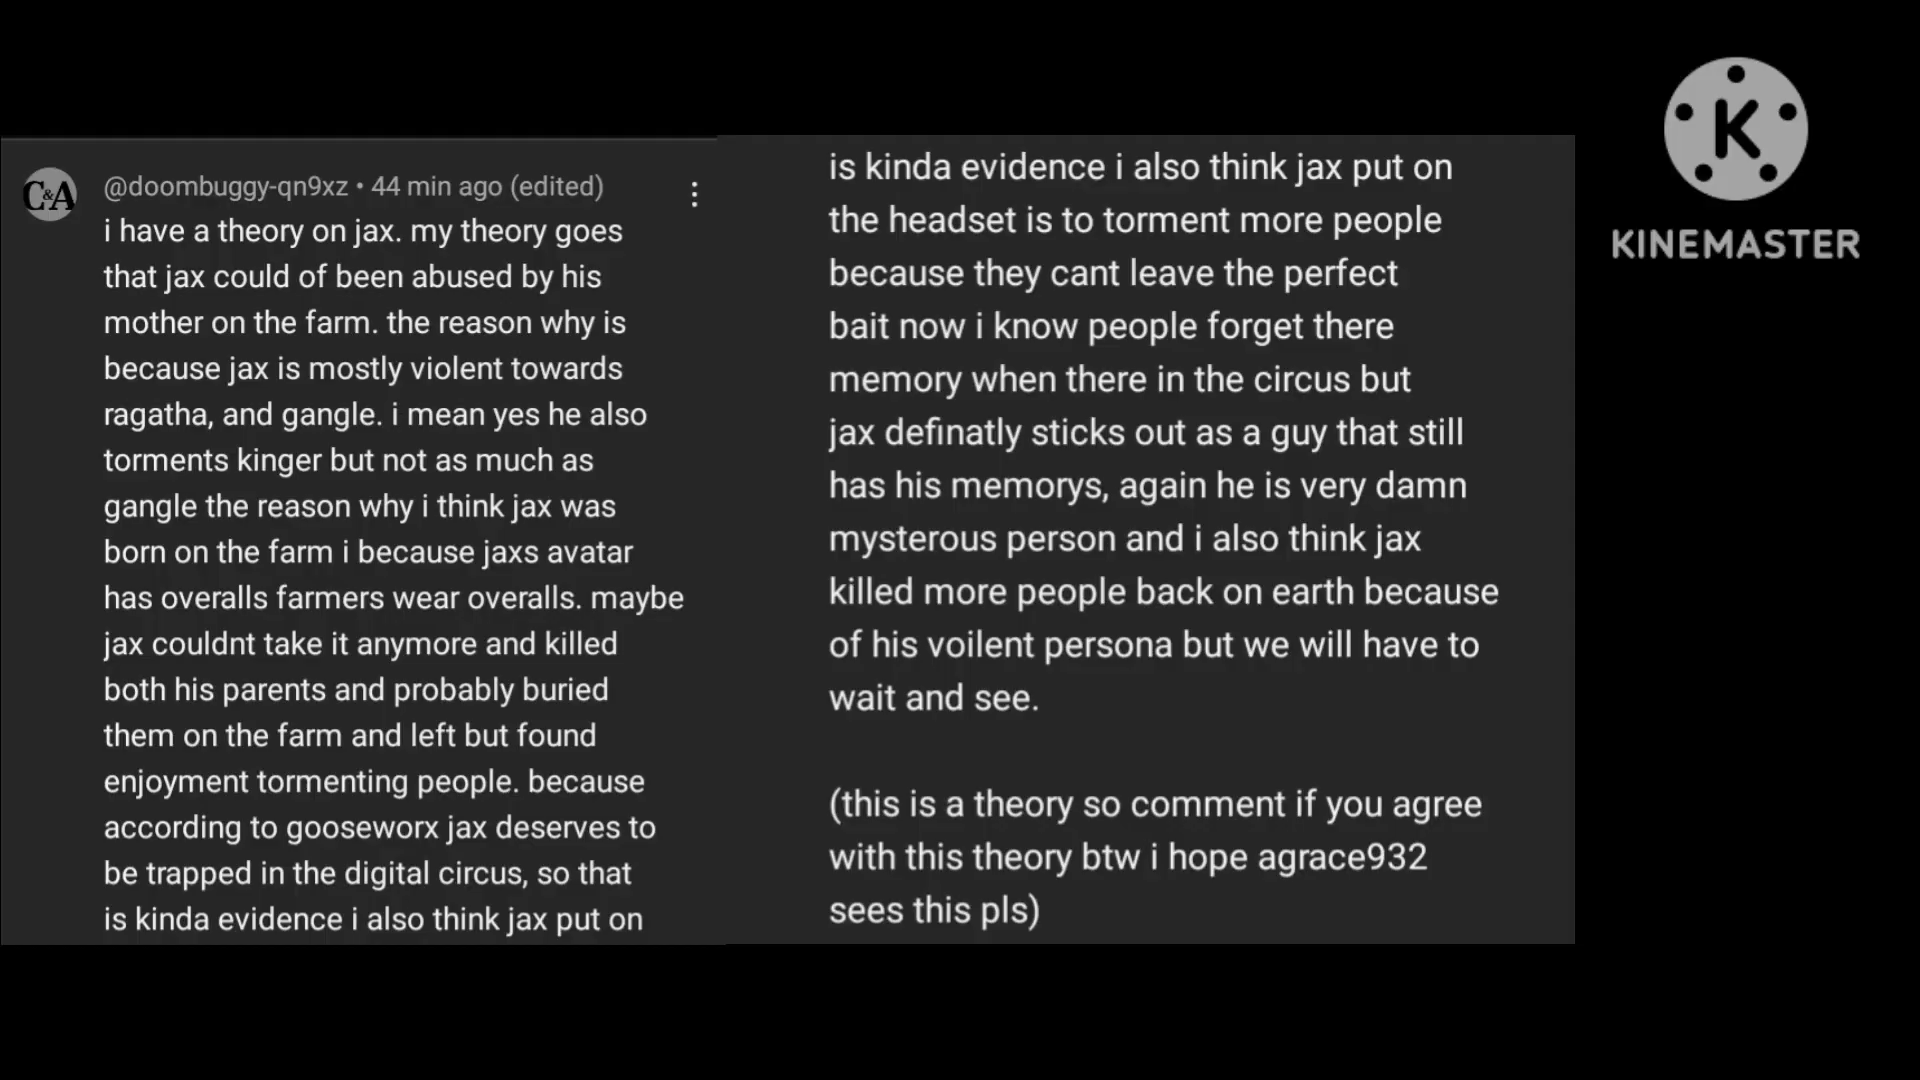 C&A
@doombuggy-qn9xz • 44 min ago (edited)
i have a theory on jax. my theory goes
that jax could of been abused by his
mother on the farm. the reason why is
because jax is mostly violent towards
ragatha, and gangle. i mean yes he also
torments kinger but not as much as
gangle the reason why i think jax was
born on the farm i because jaxs avatar
has overalls farmers wear overalls. maybe
jax couldnt take it anymore and killed
both his parents and probably buried
them on the farm and left but found
enjoyment tormenting people. because
according to gooseworx jax deserves to
be trapped in the digital circus, so that
is kinda evidence i also think jax put on
is kinda evidence i also think jax put on
the headset is to torment more people
because they cant leave the perfect
bait now i know people forget there
memory when there in the circus but
jax definatly sticks out as a guy that still
has his memorys, again he is very damn
mysterous person and i also think jax
killed more people back on earth because
of his voilent persona but we will have to
wait and see.
(this is a theory so comment if you agree
with this theory btw i hope agrace932
sees this pls)
K
KINEMASTER